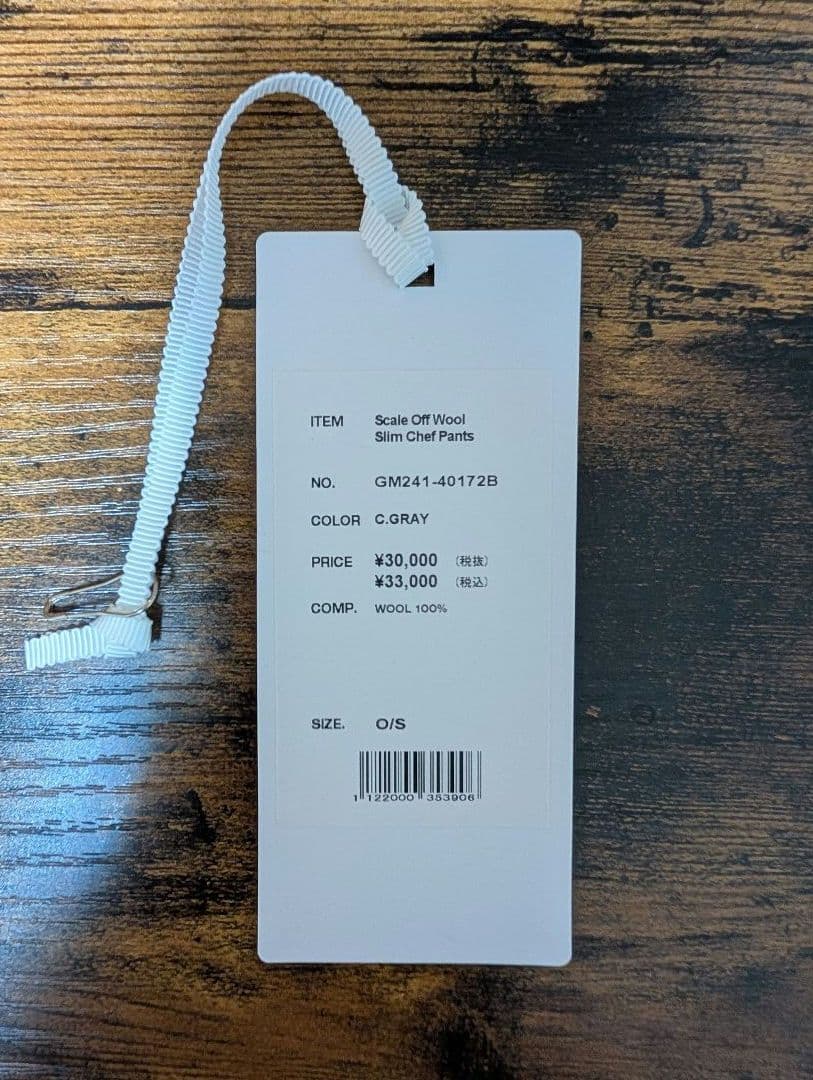 ITEM Scale Off Wool
Slim Chef Pants
NO. GM241-40172B
COLOR C.GRAY
PRICE ¥30,000 (税抜)
¥33,000 (税込)
COMP. WOOL 100%
SIZE. O/S
1 122000 353906